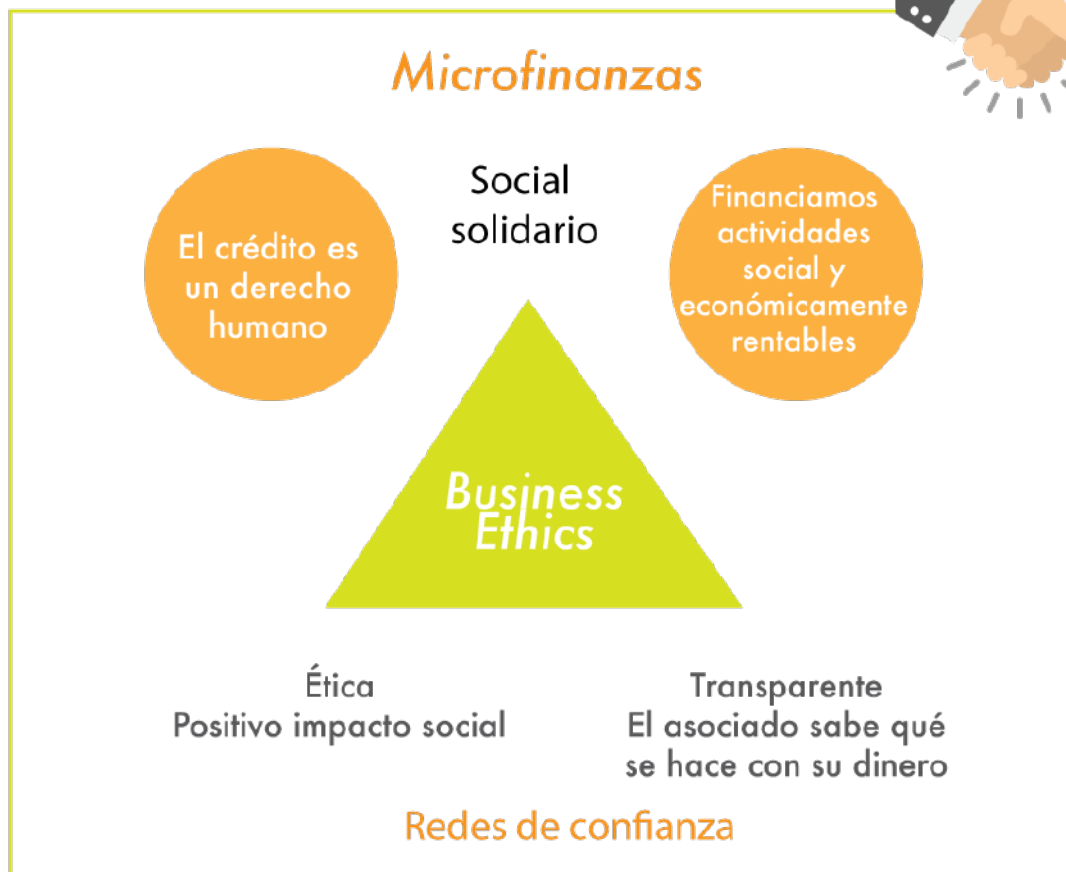 Microfinanzas
Social
solidario
El crédito es
un derecho
humano
Financiamos
actividades
social y
económicamente
rentables
Business
Ethics
Ética
Positivo impacto social
Transparente
El asociado sabe qué
se hace con su dinero
Redes de confianza